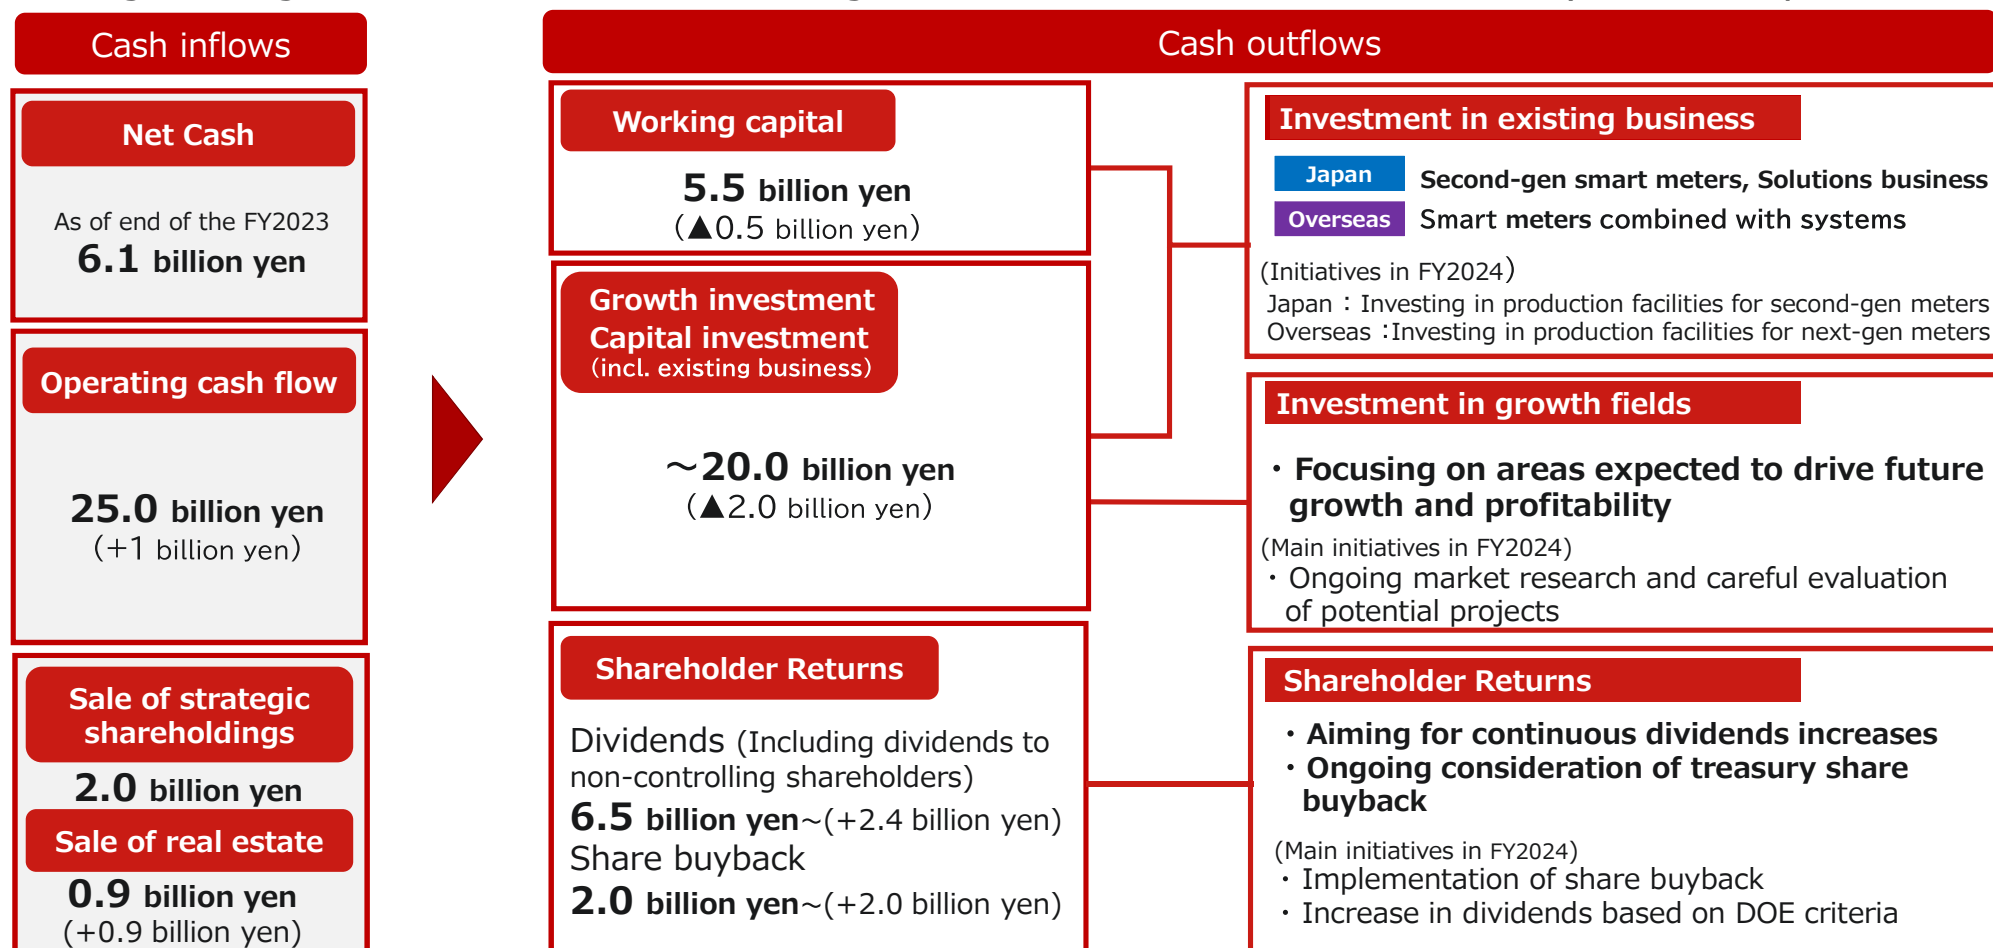 Cash inflows
Net Cash
As of end of the FY2023
6.1 billion yen
Operating cash flow
25.0 billion yen
(+1 billion yen)
Sale of strategic
shareholdings
2.0 billion yen
Sale of real estate
0.9 billion yen
(+0.9 billion yen)
Cash outflows
Working capital
5.5 billion yen
(▲0.5 billion yen)
Growth investment
Capital investment
(incl. existing business)
～20.0 billion yen
(▲2.0 billion yen)
Shareholder Returns
Dividends (Including dividends to
non-controlling shareholders)
6.5 billion yen~(+2.4 billion yen)
Share buyback
2.0 billion yen~(+2.0 billion yen)
Investment in existing business
Japan Second-gen smart meters, Solutions business
Overseas Smart meters combined with systems
(Initiatives in FY2024)
Japan：Investing in production facilities for second-gen meters
Overseas：Investing in production facilities for next-gen meters
Investment in growth fields
・Focusing on areas expected to drive future
growth and profitability
(Main initiatives in FY2024)
・Ongoing market research and careful evaluation
of potential projects
Shareholder Returns
・Aiming for continuous dividends increases
・Ongoing consideration of treasury share
buyback
(Main initiatives in FY2024)
・Implementation of share buyback
・Increase in dividends based on DOE criteria